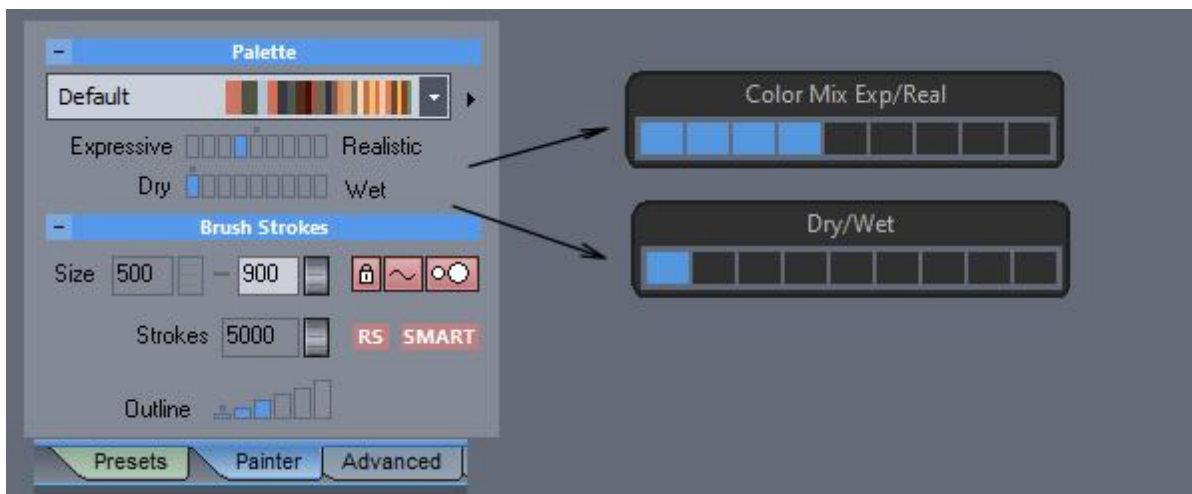 Palette
Default
Expressive Realistic
Dry Wet
Brush Strokes
Size 500 – 900
Strokes 5000 RS SMART
Outline
Presets Painter Advanced
Color Mix Exp/Real
Dry/Wet